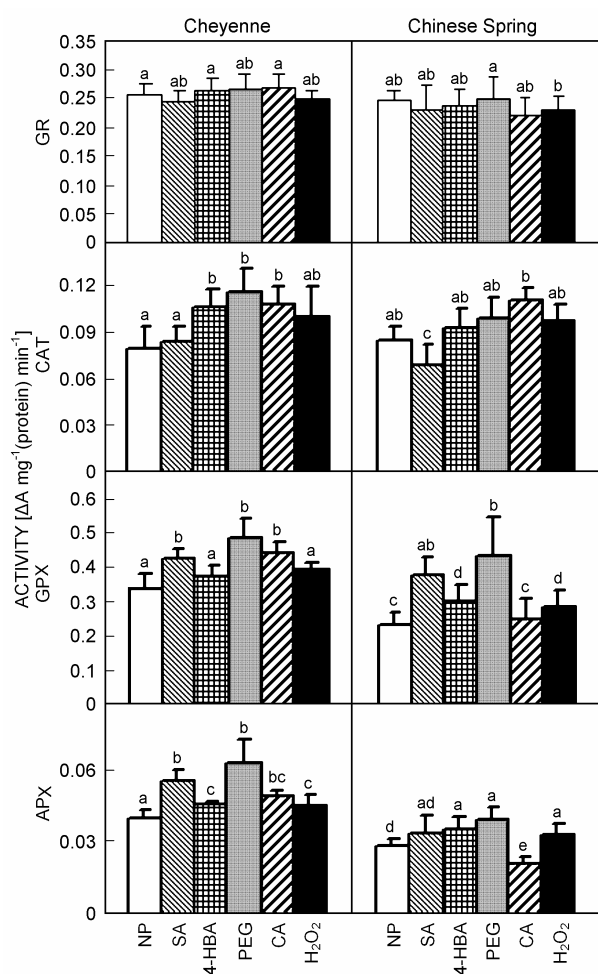 Cheyenne Chinese Spring
0.35
0.30
0.25
0.20
0.15
0.10
0.05
0
GR
a ab a ab a ab
ab ab ab a ab b
0.12
0.09
0.06
0.03
0
CAT
a a b b b ab
ab c ab ab b ab
ACTIVITY [ΔA mg⁻¹(protein) min⁻¹]
0.6
0.5
0.4
0.3
0.2
0.1
0
GPX
a b a b b a
c ab d b c d
0.06
0.03
0
APX
a b c b bc c
d ad a a e a
NP SA 4-HBA PEG CA H₂O₂
NP SA 4-HBA PEG CA H₂O₂